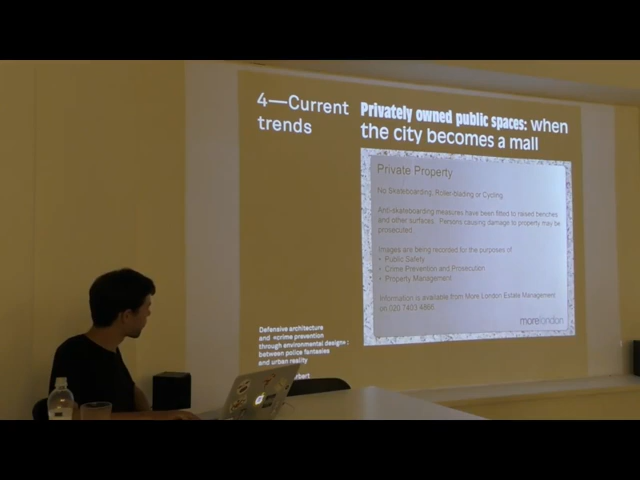 4—Current
trends
Privately owned public spaces: when
the city becomes a mall
Private Property
No Skateboarding, Roller-blading or Cycling
Anti-skateboarding measures have been fitted to raised benches
and other surfaces. Persons causing damage to property may be
prosecuted.
Images are being recorded for the purposes of
• Public Safety
• Crime Prevention and Prosecution
• Property Management
Information is available from More London Estate Management
on 020 7403 4866
morelondon
Defensive architecture
and «crime prevention
through environmental design» :
between police fantasies
and urban reality